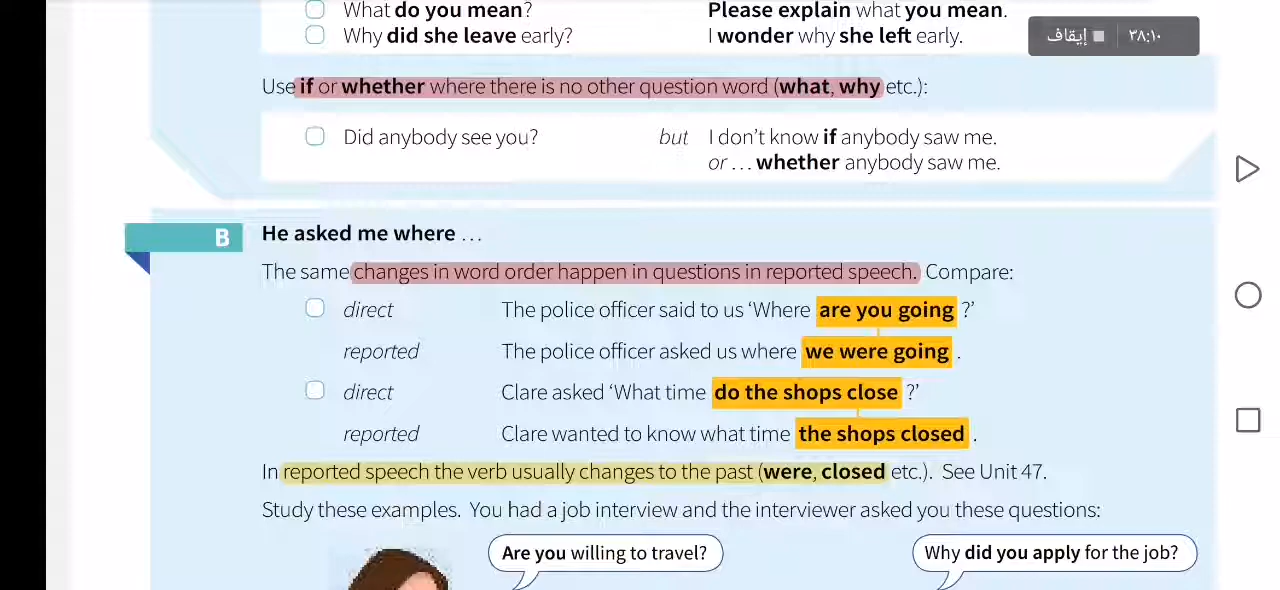 What do you mean? Please explain what you mean.
Why did she leave early? I wonder why she left early.
إيقاف ٣٨:١٠
Use if or whether where there is no other question word (what, why etc.):
Did anybody see you? but I don't know if anybody saw me.
or … whether anybody saw me.
B He asked me where …
The same changes in word order happen in questions in reported speech. Compare:
direct The police officer said to us 'Where are you going ?'
reported The police officer asked us where we were going .
direct Clare asked 'What time do the shops close ?'
reported Clare wanted to know what time the shops closed .
In reported speech the verb usually changes to the past (were, closed etc.). See Unit 47.
Study these examples. You had a job interview and the interviewer asked you these questions:
Are you willing to travel? Why did you apply for the job?